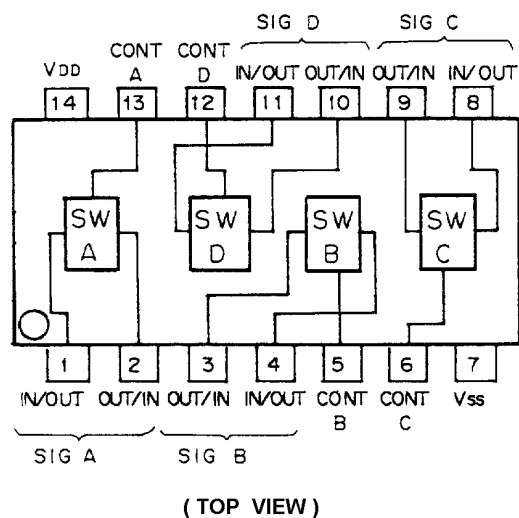 SIG D SIG C
CONT CONT
VDD A D IN/OUT OUT/IN OUT/IN IN/OUT
14 13 12 11 10 9 8
SW SW SW SW
A D B C
1 2 3 4 5 6 7
IN/OUT OUT/IN OUT/IN IN/OUT CONT CONT VSS
B C
SIG A SIG B
( TOP VIEW )